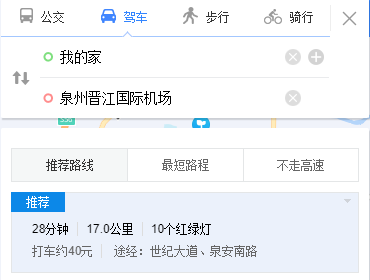 公交 驾车 步行 骑行
我的家
泉州晋江国际机场
推荐路线 最短路程 不走高速
推荐
28分钟 17.0公里 10个红绿灯
打车约40元 途经：世纪大道、泉安南路